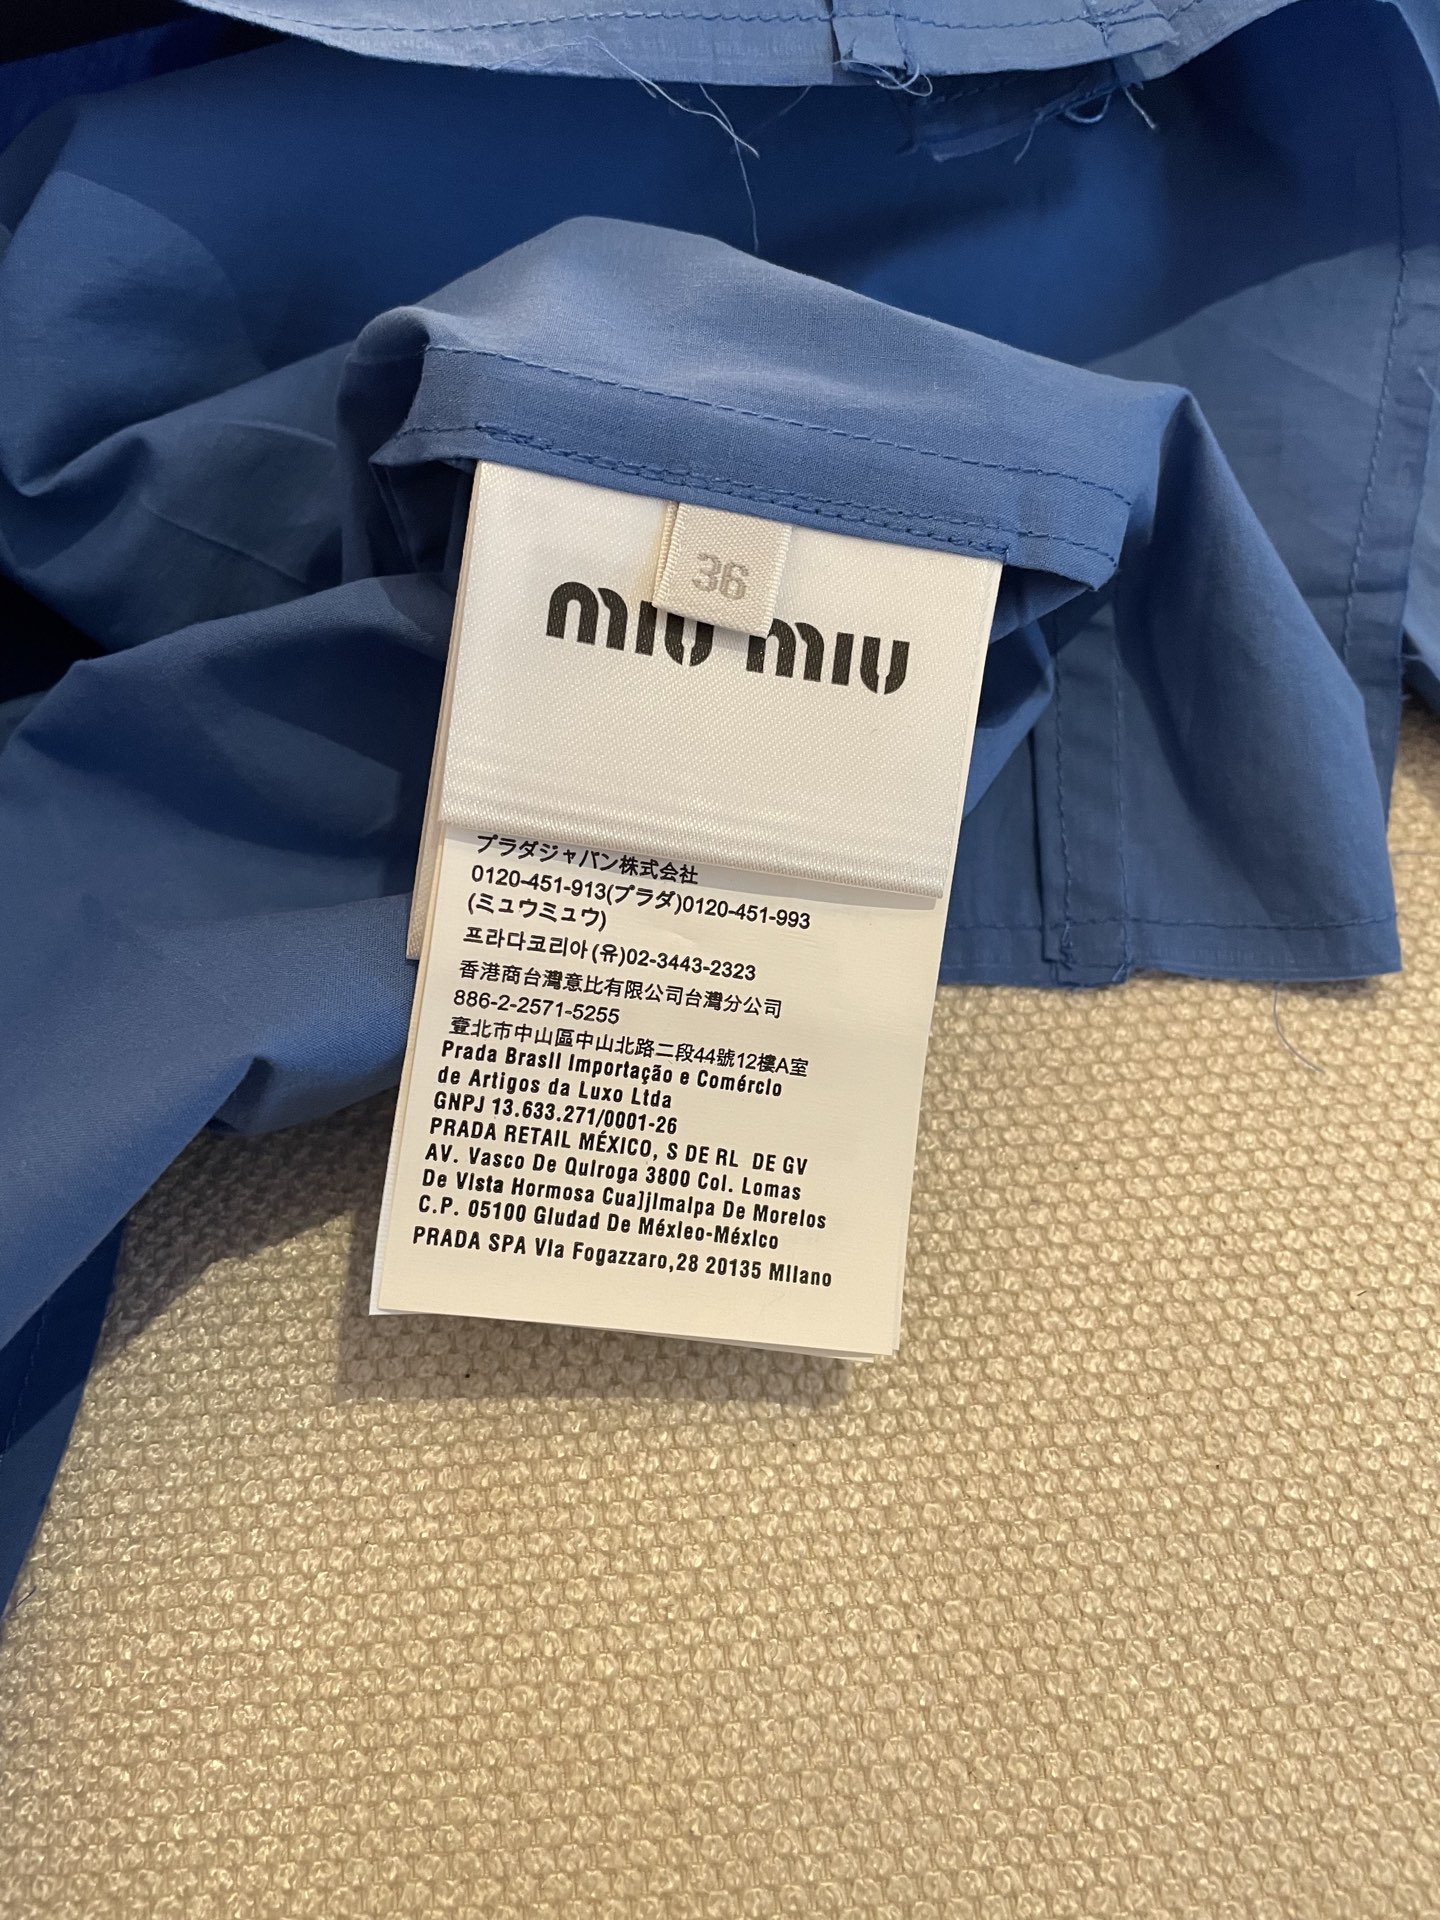 36
miu miu
プラダジャパン株式会社
0120-451-913(プラダ)0120-451-993
(ミュウミュウ)
프라다코리아(유)02-3443-2323
香港商台灣意比有限公司台灣分公司
886-2-2571-5255
臺北市中山區中山北路二段44號12樓A室
Prada BrasIl Importação e ComércIo
de Artigos da Luxo Ltda
GNPJ 13.633.271/0001-26
PRADA RETAIL MÉXICO, S DE RL DE GV
AV. Vasco De QuIroga 3800 Col. Lomas
De VIsta Hormosa Cua]jImalpa De Morelos
C.P. 05100 GIudad De Méxleo-MéxIco
PRADA SPA VIa Fogazzaro,28 20135 MIlano